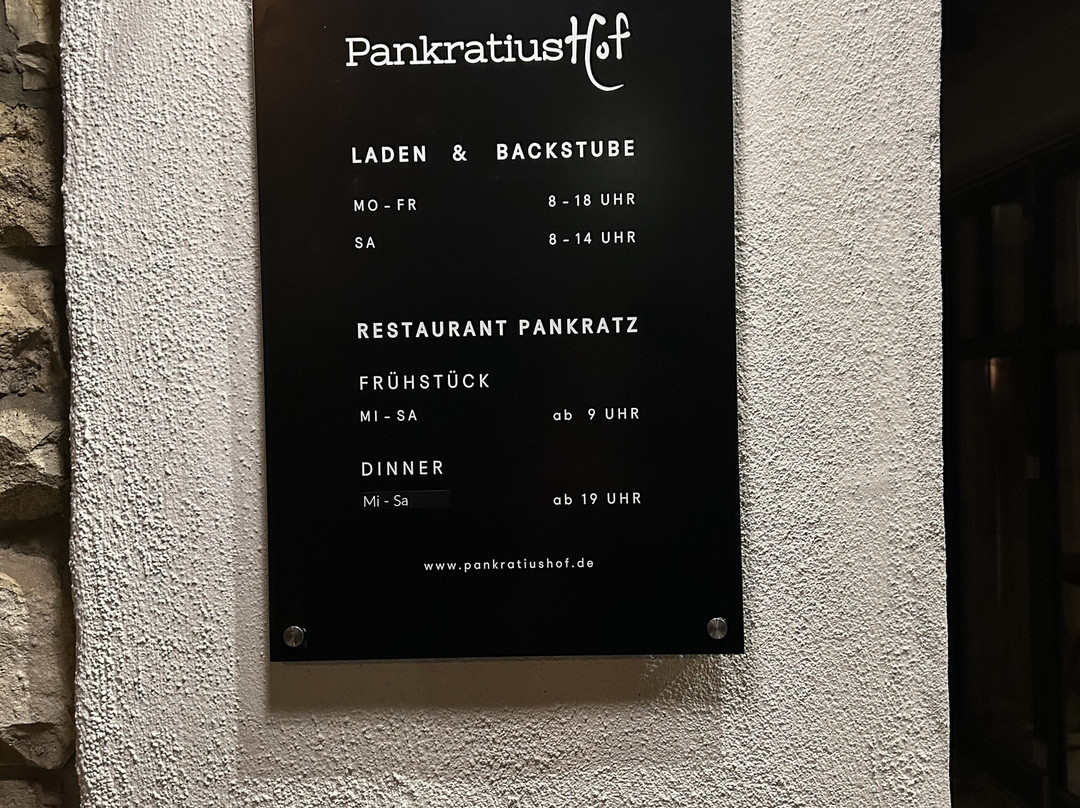 PankratiusHof
LADEN & BACKSTUBE
MO - FR 8 - 18 UHR
SA 8 - 14 UHR
RESTAURANT PANKRATZ
FRÜHSTÜCK
MI - SA ab 9 UHR
DINNER
Mi - Sa ab 19 UHR
www.pankratiushof.de